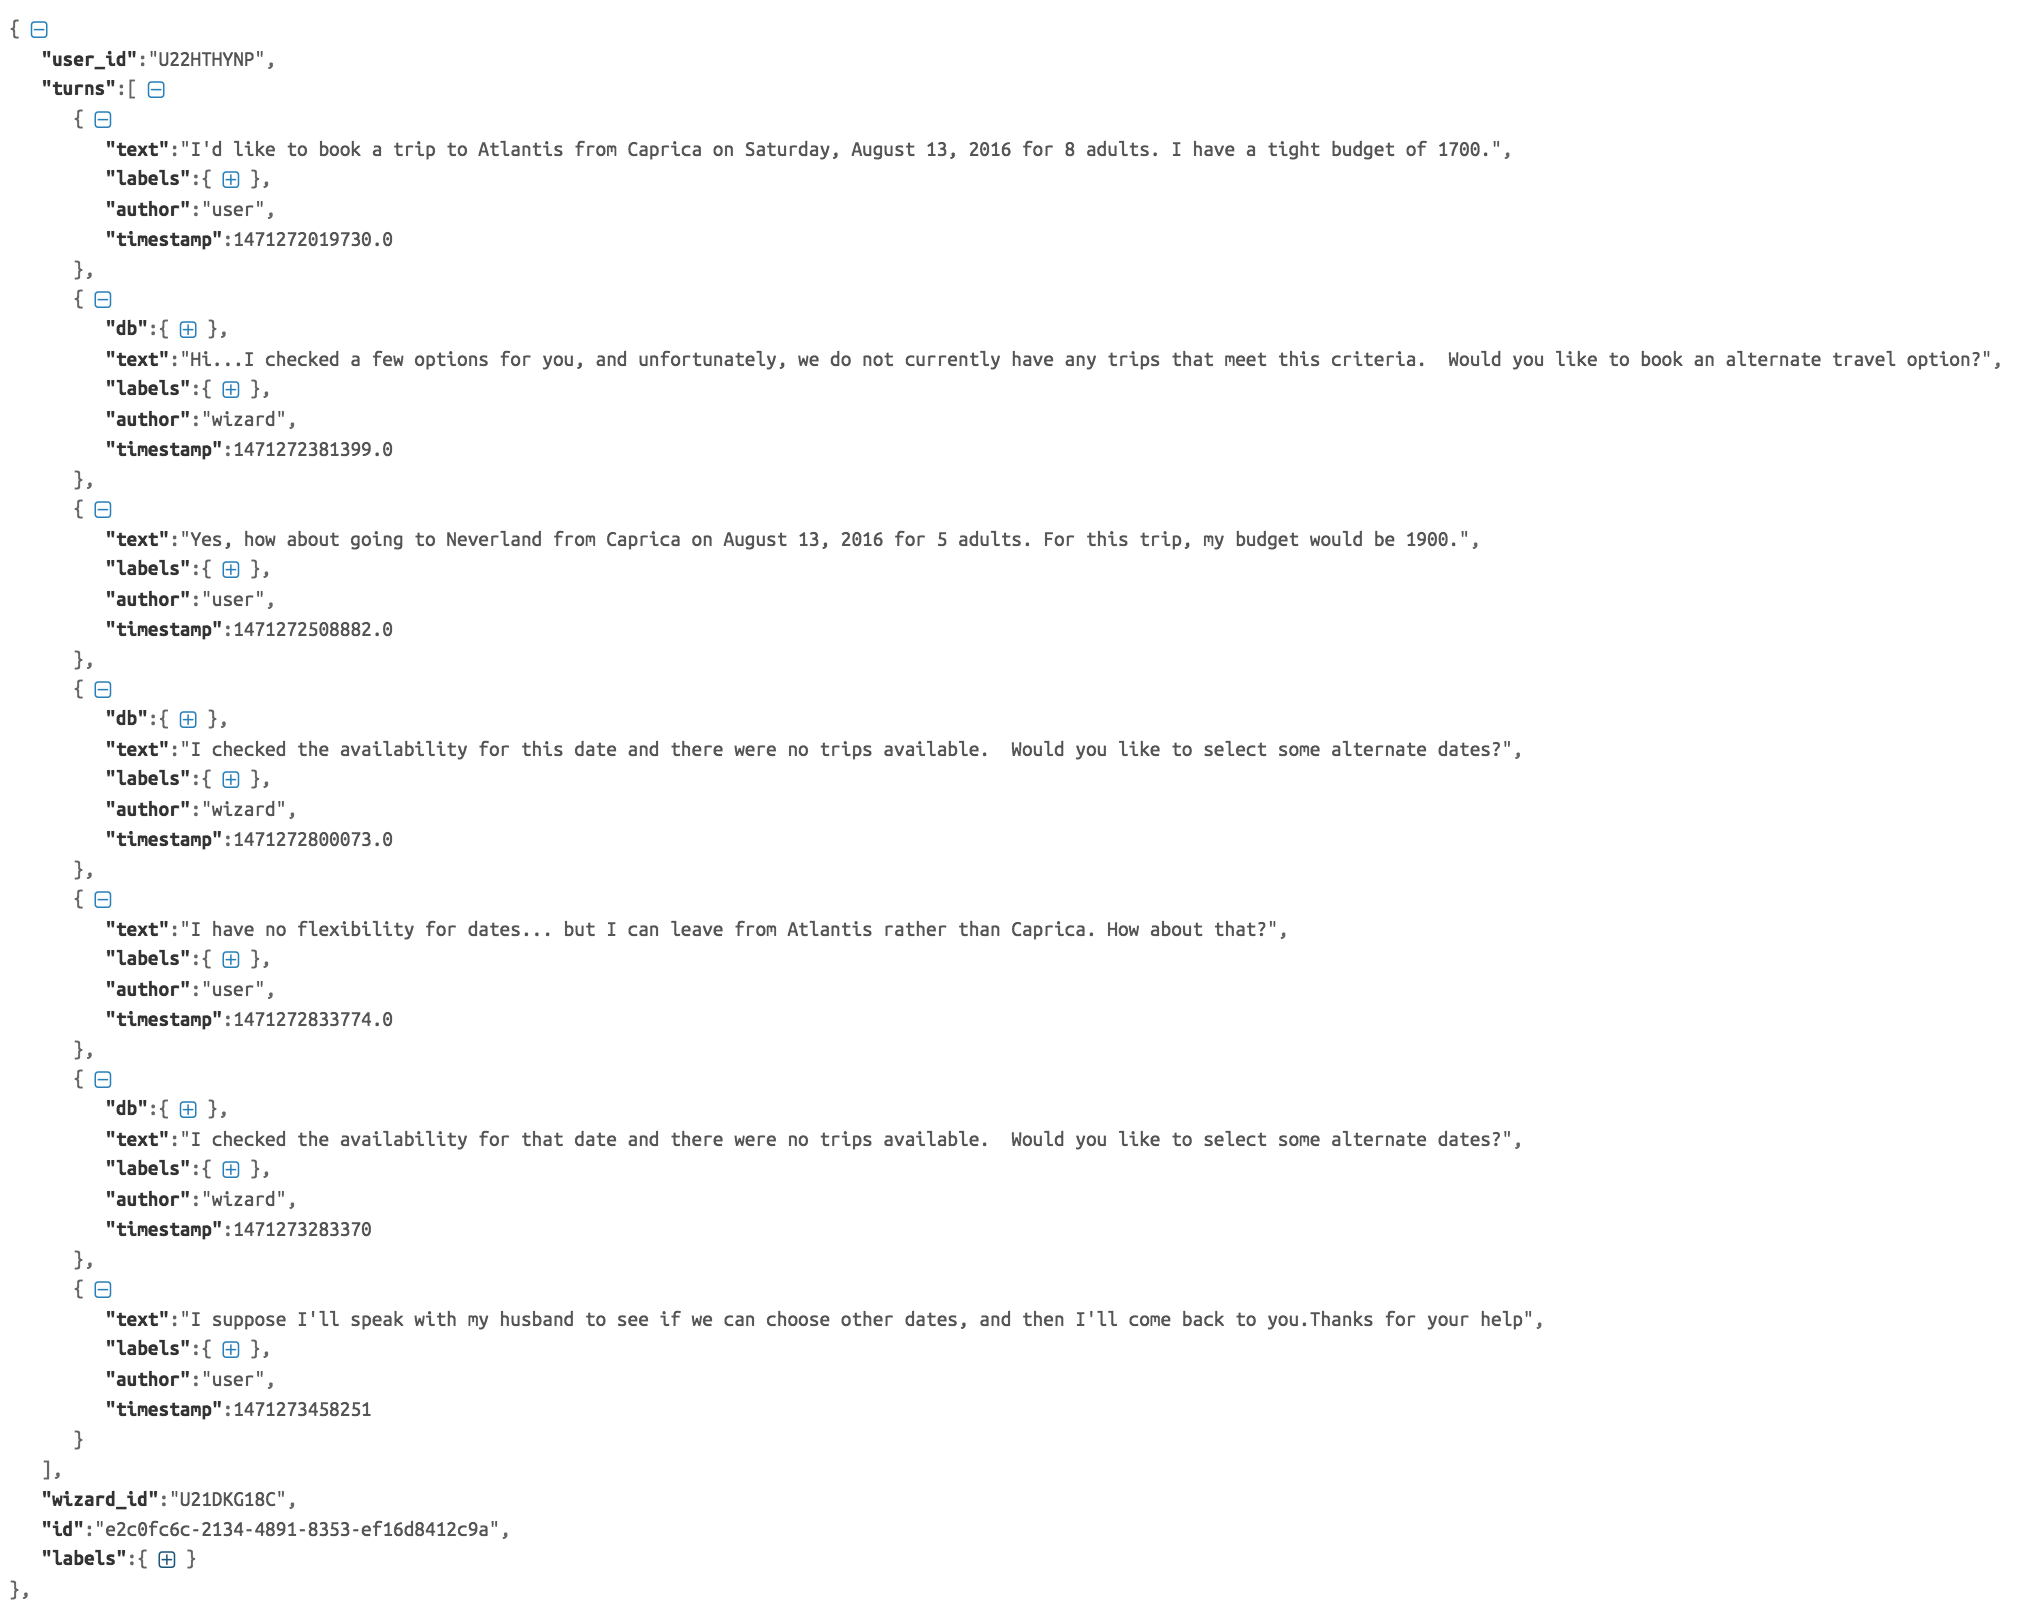 {
"user_id":"U22HTHYNP",
"turns":[
{
"text":"I'd like to book a trip to Atlantis from Caprica on Saturday, August 13, 2016 for 8 adults. I have a tight budget of 1700.",
"labels":{ },
"author":"user",
"timestamp":1471272019730.0
},
{
"db":{ },
"text":"Hi...I checked a few options for you, and unfortunately, we do not currently have any trips that meet this criteria.  Would you like to book an alternate travel option?",
"labels":{ },
"author":"wizard",
"timestamp":1471272381399.0
},
{
"text":"Yes, how about going to Neverland from Caprica on August 13, 2016 for 5 adults. For this trip, my budget would be 1900.",
"labels":{ },
"author":"user",
"timestamp":1471272508882.0
},
{
"db":{ },
"text":"I checked the availability for this date and there were no trips available.  Would you like to select some alternate dates?",
"labels":{ },
"author":"wizard",
"timestamp":1471272800073.0
},
{
"text":"I have no flexibility for dates... but I can leave from Atlantis rather than Caprica. How about that?",
"labels":{ },
"author":"user",
"timestamp":1471272833774.0
},
{
"db":{ },
"text":"I checked the availability for that date and there were no trips available.  Would you like to select some alternate dates?",
"labels":{ },
"author":"wizard",
"timestamp":1471273283370
},
{
"text":"I suppose I'll speak with my husband to see if we can choose other dates, and then I'll come back to you.Thanks for your help",
"labels":{ },
"author":"user",
"timestamp":1471273458251
}
],
"wizard_id":"U21DKG18C",
"id":"e2c0fc6c-2134-4891-8353-ef16d8412c9a",
"labels":{ }
},